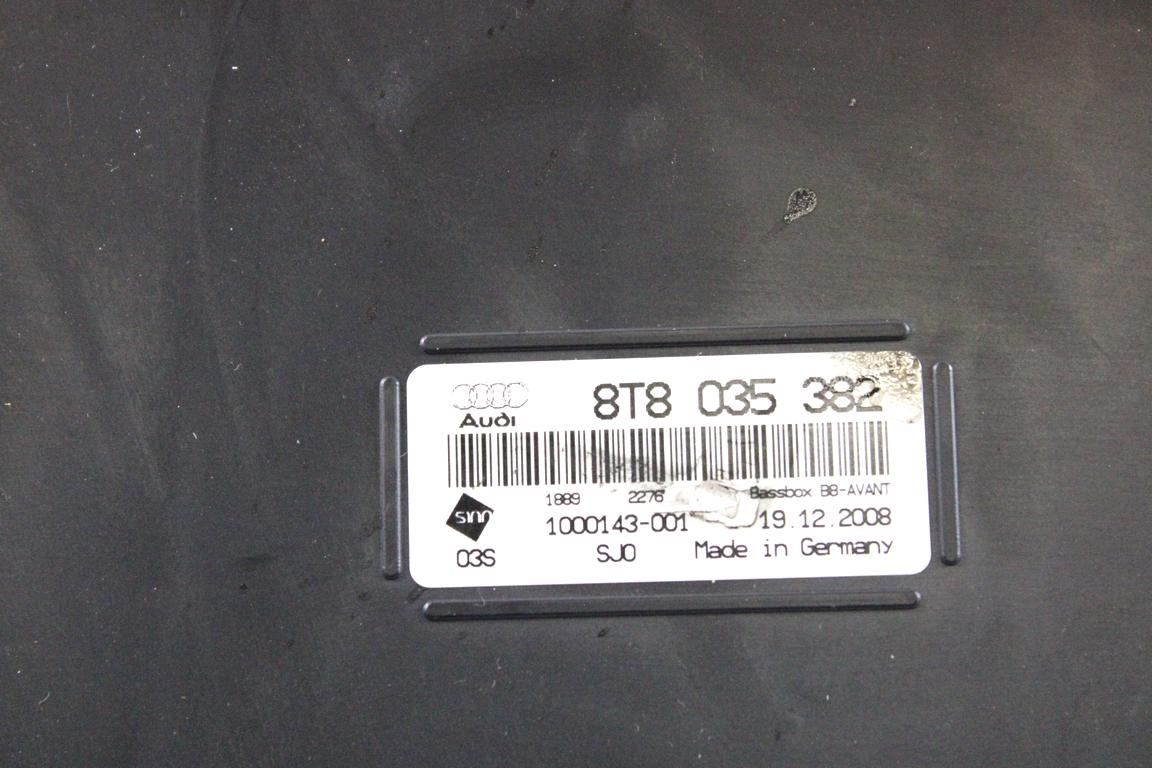 Audi
8T8 035 382
1889 2276 Bassbox B8-AVANT
1000143-001 19.12.2008
03S SJ0 Made in Germany